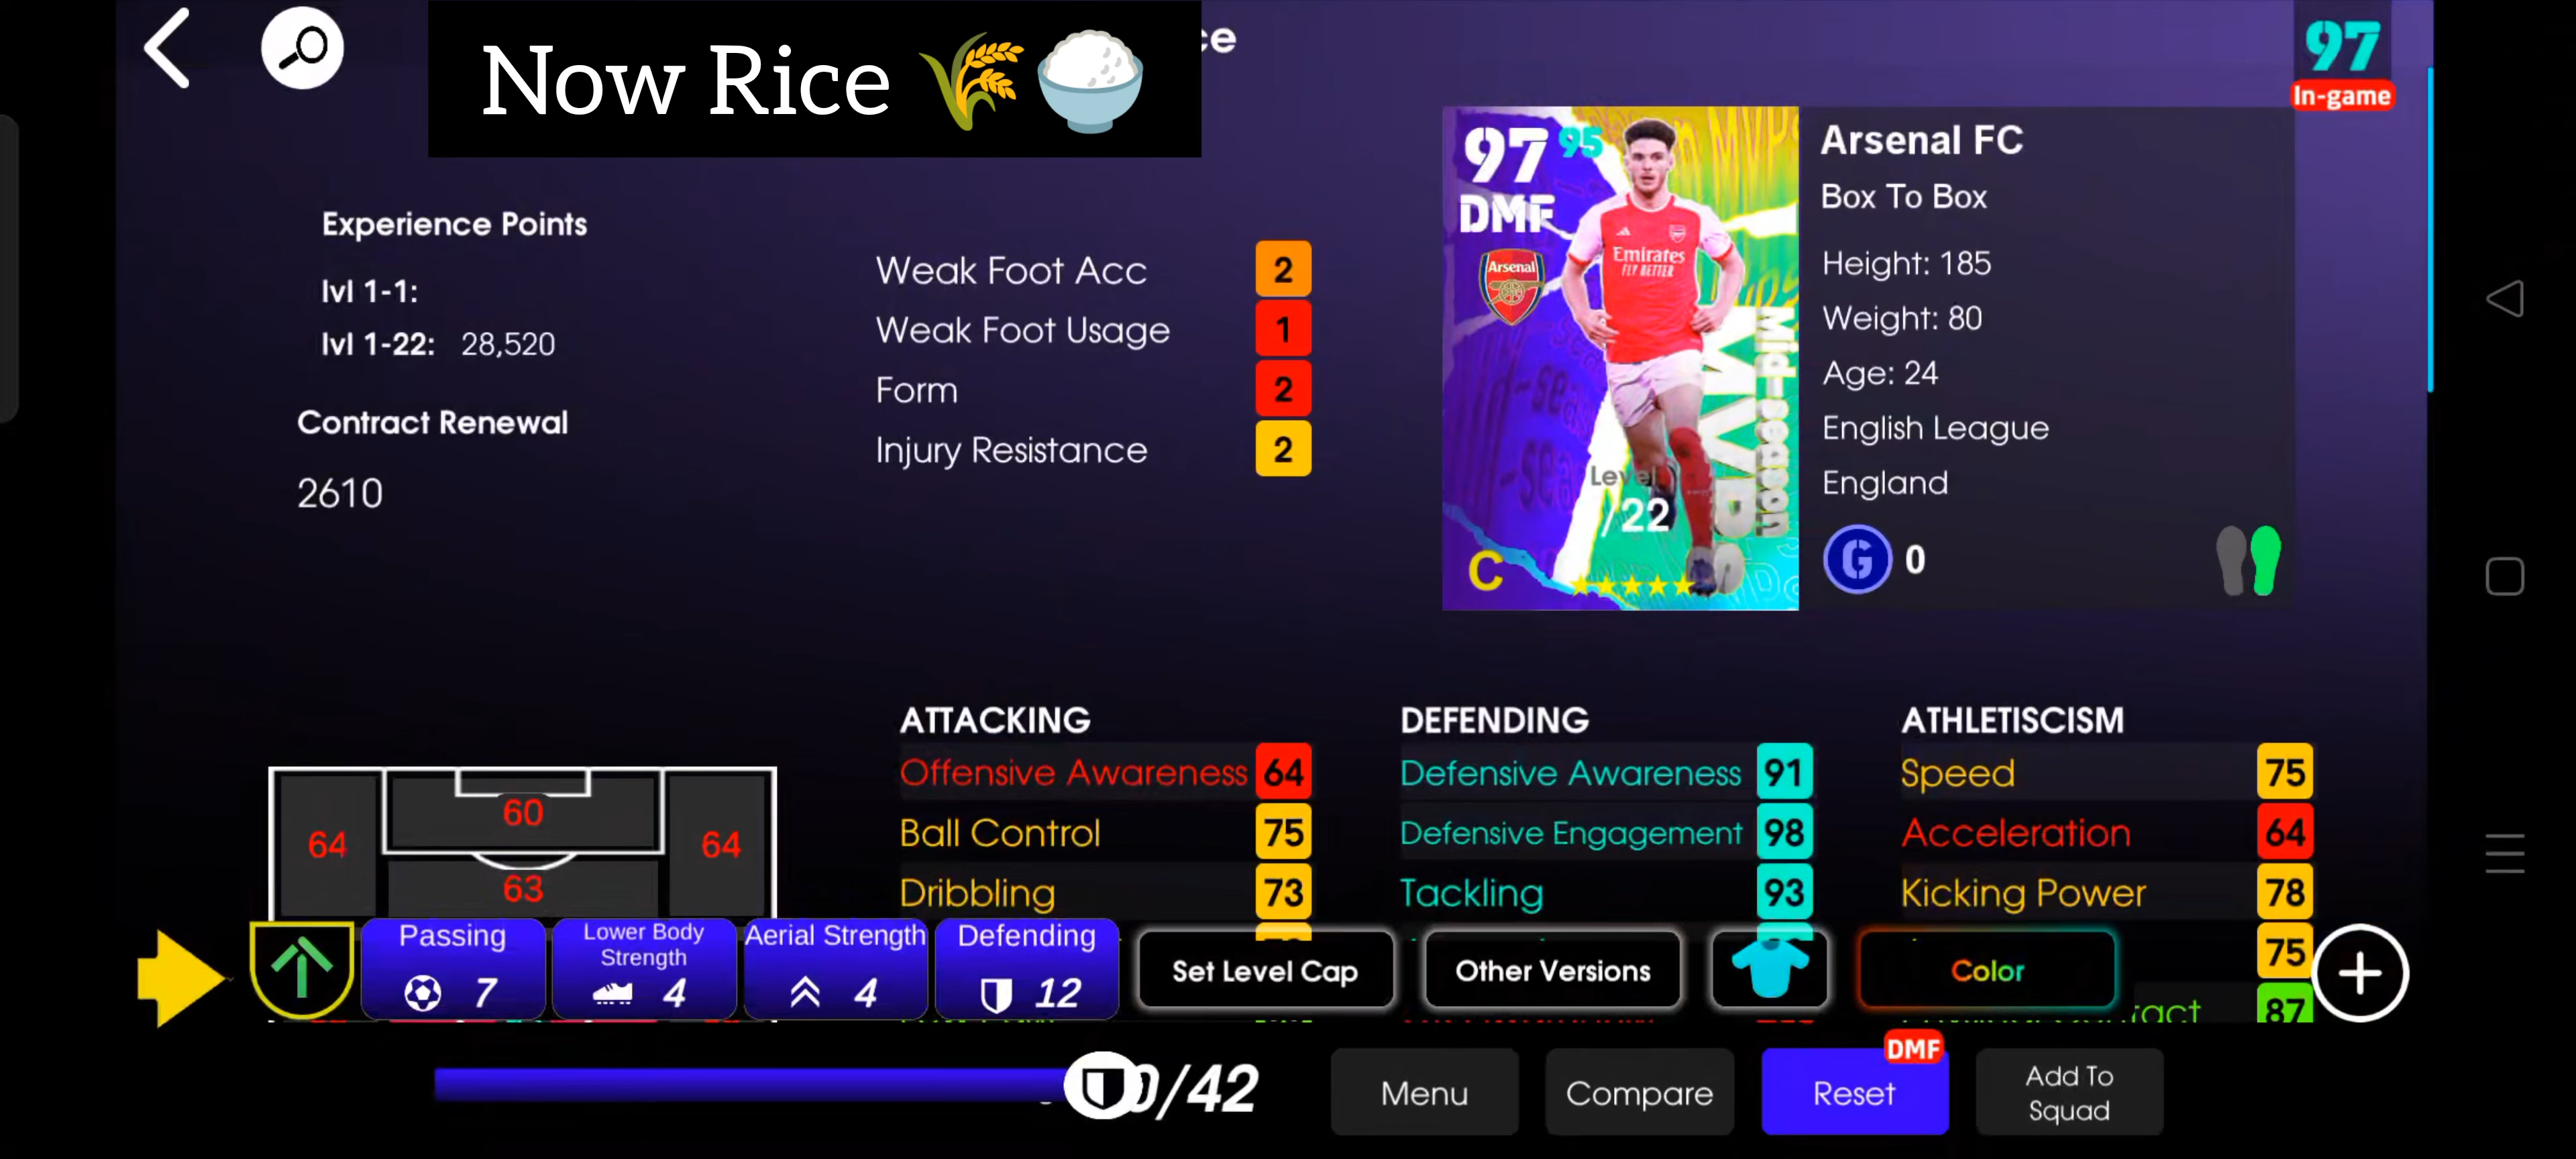 Now Rice
ce
97
In-game
Experience Points
lvl 1-1:
lvl 1-22: 28,520
Contract Renewal
2610
Weak Foot Acc 2
Weak Foot Usage 1
Form 2
Injury Resistance 2
97 95
DMF
Arsenal
Emirates
FLY BETTER
Mid-season
MVPs
Level
/22
C
Arsenal FC
Box To Box
Height: 185
Weight: 80
Age: 24
English League
England
G 0
60
64
64
63
ATTACKING
Offensive Awareness 64
Ball Control 75
Dribbling 73
DEFENDING
Defensive Awareness 91
Defensive Engagement 98
Tackling 93
ATHLETISCISM
Speed 75
Acceleration 64
Kicking Power 78
75
87
Passing
7
Lower Body
Strength
4
Aerial Strength
4
Defending
12
Set Level Cap
Other Versions
Color
0/42
Menu
Compare
DMF
Reset
Add To
Squad